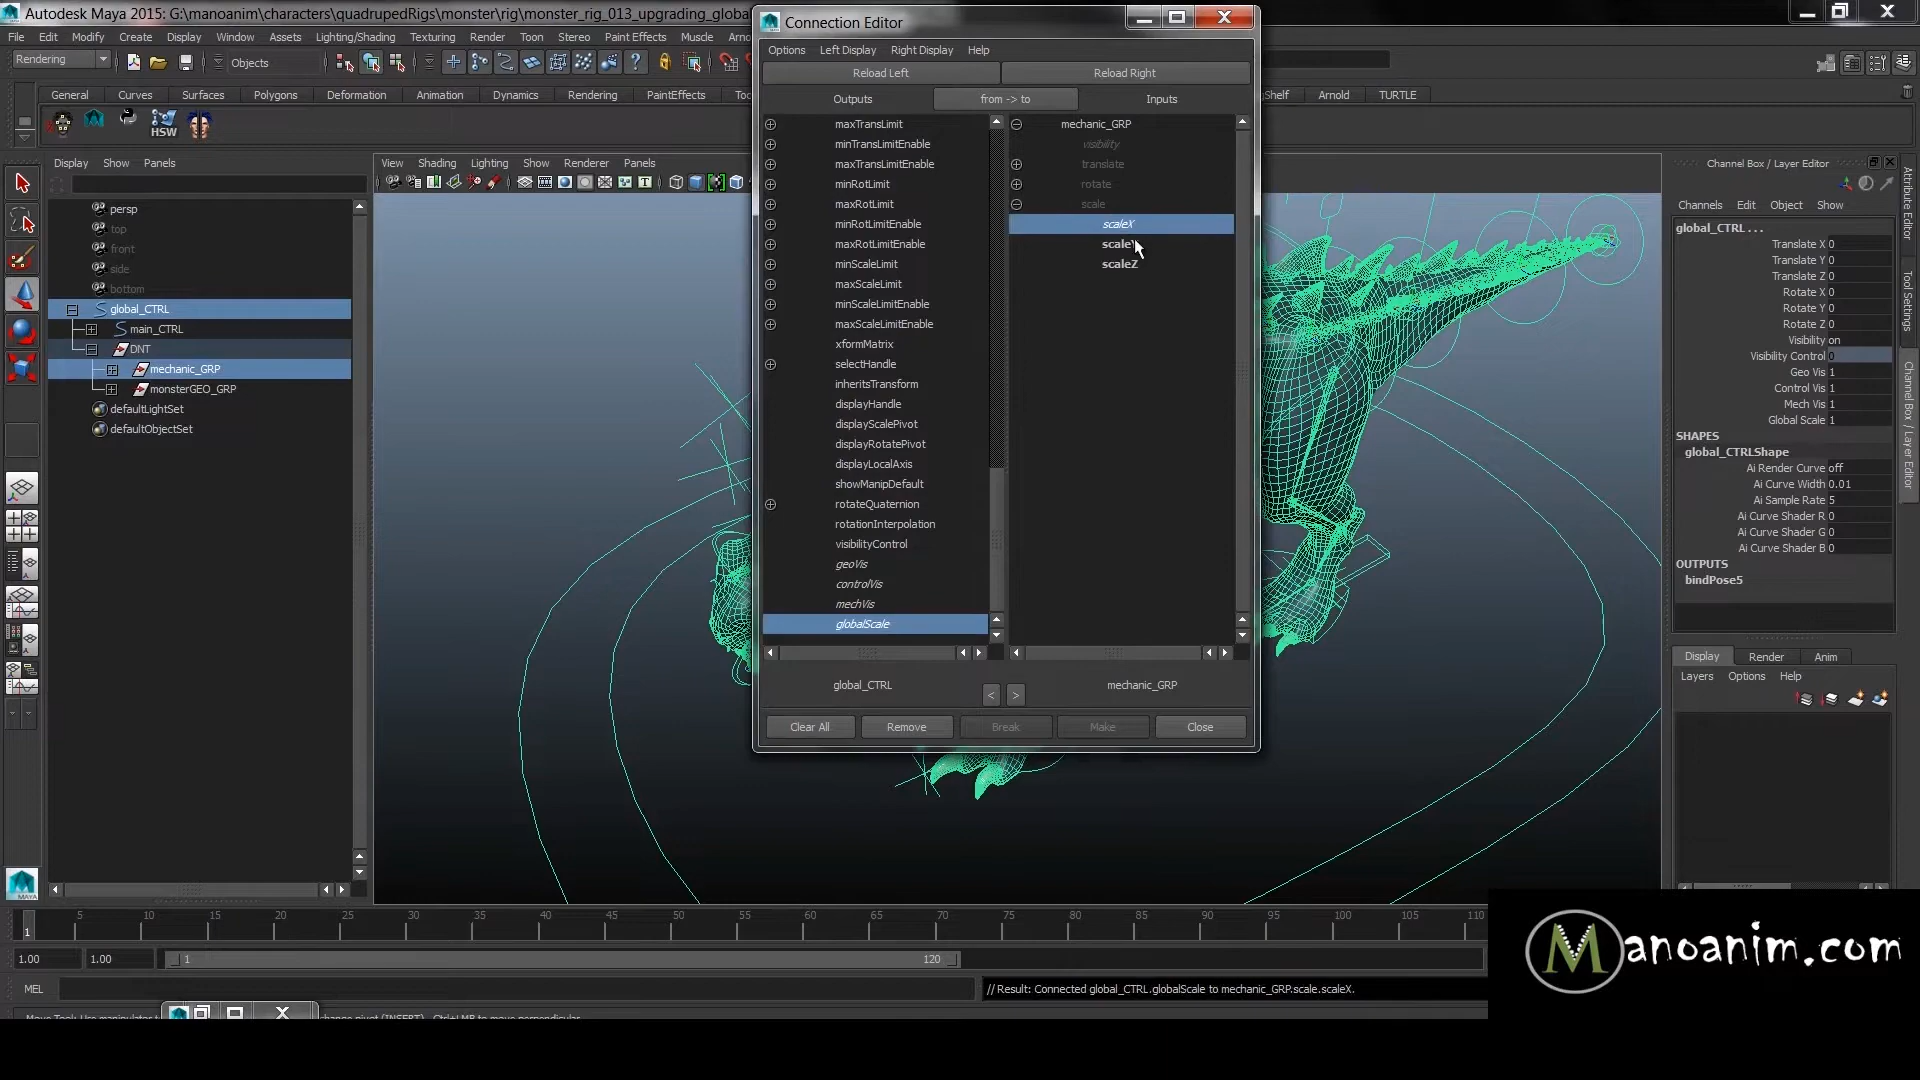 Autodesk Maya 2015: G:\manoanim\characters\quadrupedRigs\monster\rig\monster_rig_013_upgrading_globa
Connection Editor
File Edit Modify Create Display Window Assets Lighting/Shading Texturing Render Toon Stereo Paint Effects Muscle
Options Left Display Right Display Help
Rendering
Objects
Reload Left Reload Right
General Curves Surfaces Polygons Deformation Animation Dynamics Rendering PaintEffects
Outputs from -> to Inputs
Shelf Arnold TURTLE
HSW
Display Show Panels
View Shading Lighting Show Renderer Panels
persp
top
front
side
bottom
global_CTRL
main_CTRL
DNT
mechanic_GRP
monsterGEO_GRP
defaultLightSet
defaultObjectSet
maxTransLimit
minTransLimitEnable
maxTransLimitEnable
minRotLimit
maxRotLimit
minRotLimitEnable
maxRotLimitEnable
minScaleLimit
maxScaleLimit
minScaleLimitEnable
maxScaleLimitEnable
xformMatrix
selectHandle
inheritsTransform
displayHandle
displayScalePivot
displayRotatePivot
displayLocalAxis
showManipDefault
rotateQuaternion
rotationInterpolation
visibilityControl
geoVis
controlVis
mechVis
globalScale
mechanic_GRP
visibility
translate
rotate
scale
scaleX
scaleZ
global_CTRL mechanic_GRP
< >
Clear All Remove Break Make Close
Channel Box / Layer Editor
Channels Edit Object Show
global_CTRL . . .
Translate X 0
Translate Y 0
Translate Z 0
Rotate X 0
Rotate Y 0
Rotate Z 0
Visibility on
Visibility Control 0
Geo Vis 1
Control Vis 1
Mech Vis 1
Global Scale 1
SHAPES
global_CTRLShape
Ai Render Curve off
Ai Curve Width 0.01
Ai Sample Rate 5
Ai Curve Shader R 0
Ai Curve Shader G 0
Ai Curve Shader B 0
OUTPUTS
bindPose5
Display Render Anim
Layers Options Help
Attribute Editor
Tool Settings
Channel Box / Layer Editor
MAYA
5 10 15 20 25 30 35 40 45 50 55 60 65 70 75 80 85 90 95 100 105 110
1
1.00 1.00 1 120
MEL
// Result: Connected global_CTRL.globalScale to mechanic_GRP.scale.scaleX.
Manoanim.com